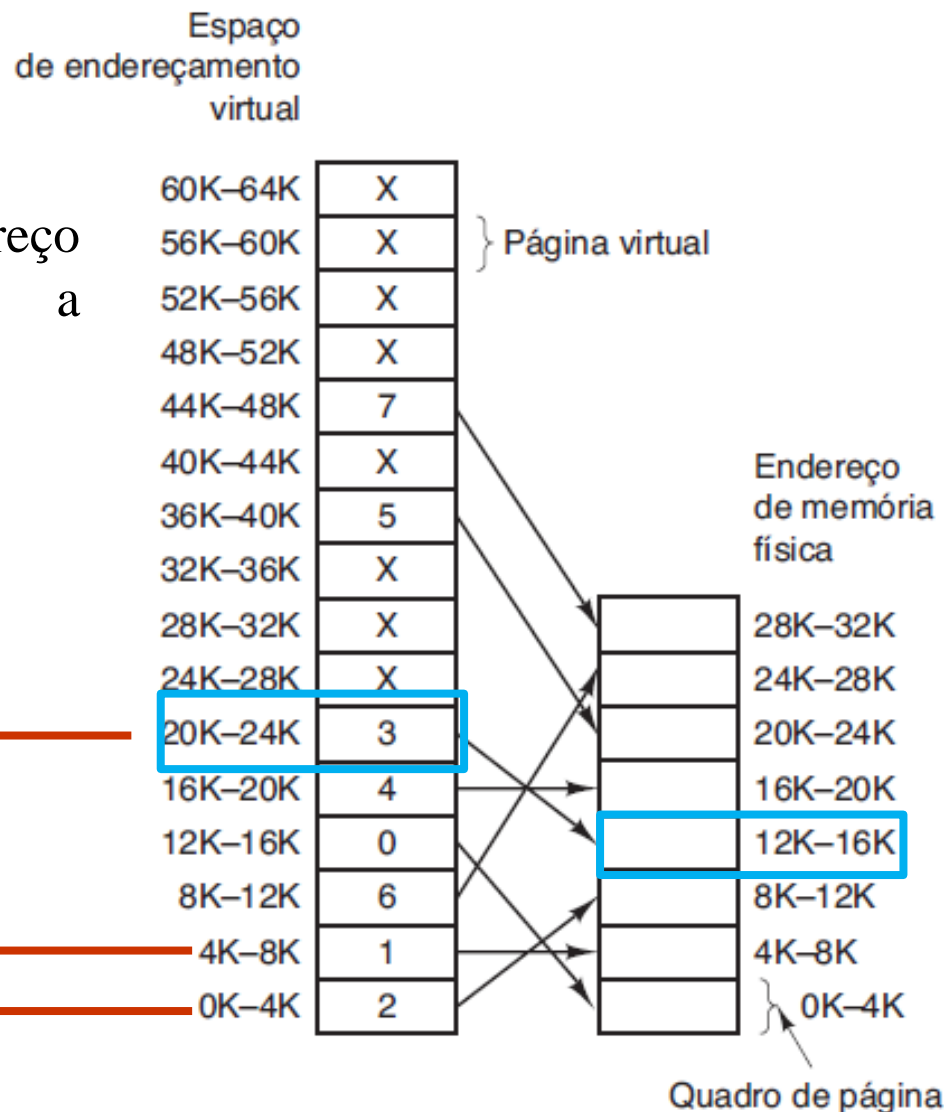 Espaço
de endereçamento
virtual
60K–64K X
reço
56K–60K X Página virtual
a
52K–56K X
48K–52K X
44K–48K 7
40K–44K X
36K–40K 5
32K–36K X
28K–32K X
24K–28K X
20K–24K 3
16K–20K 4
12K–16K 0
8K–12K 6
4K–8K 1
0K–4K 2
Endereço
de memória
física
28K–32K
24K–28K
20K–24K
16K–20K
12K–16K
8K–12K
4K–8K
0K–4K
Quadro de página